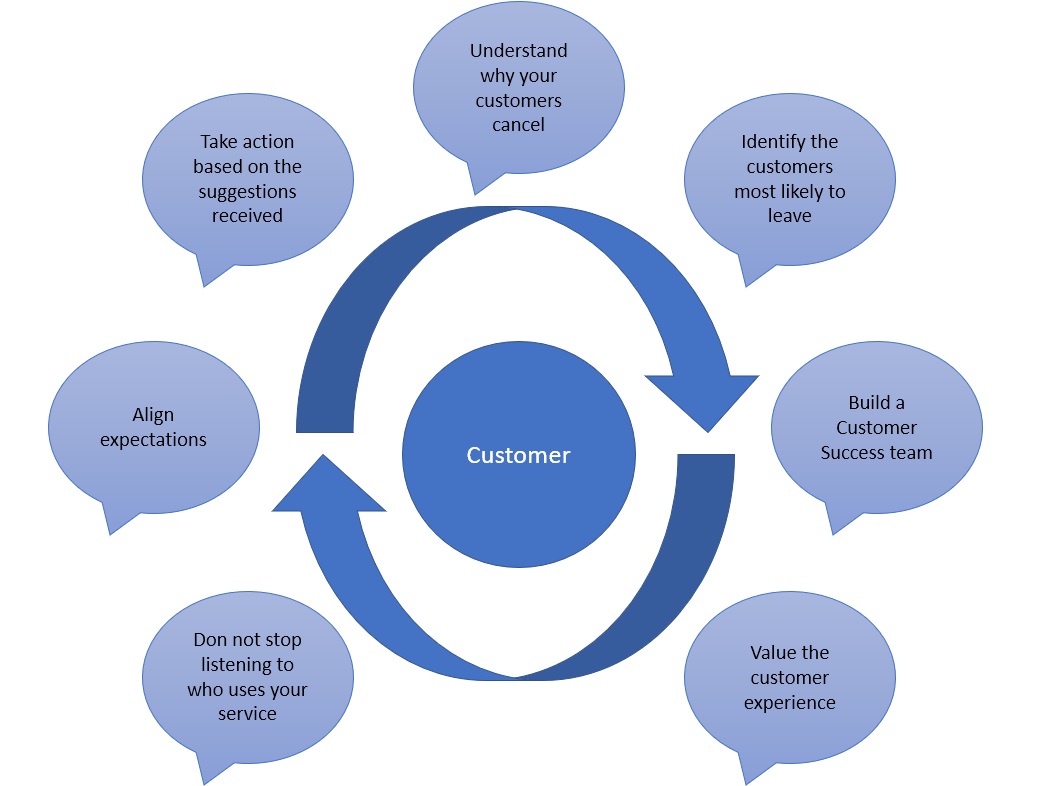 Understand
why your
customers
cancel
Identify the
customers
most likely to
leave
Build a
Customer
Success team
Value the
customer
experience
Don not stop
listening to
who uses your
service
Align
expectations
Take action
based on the
suggestions
received
Customer